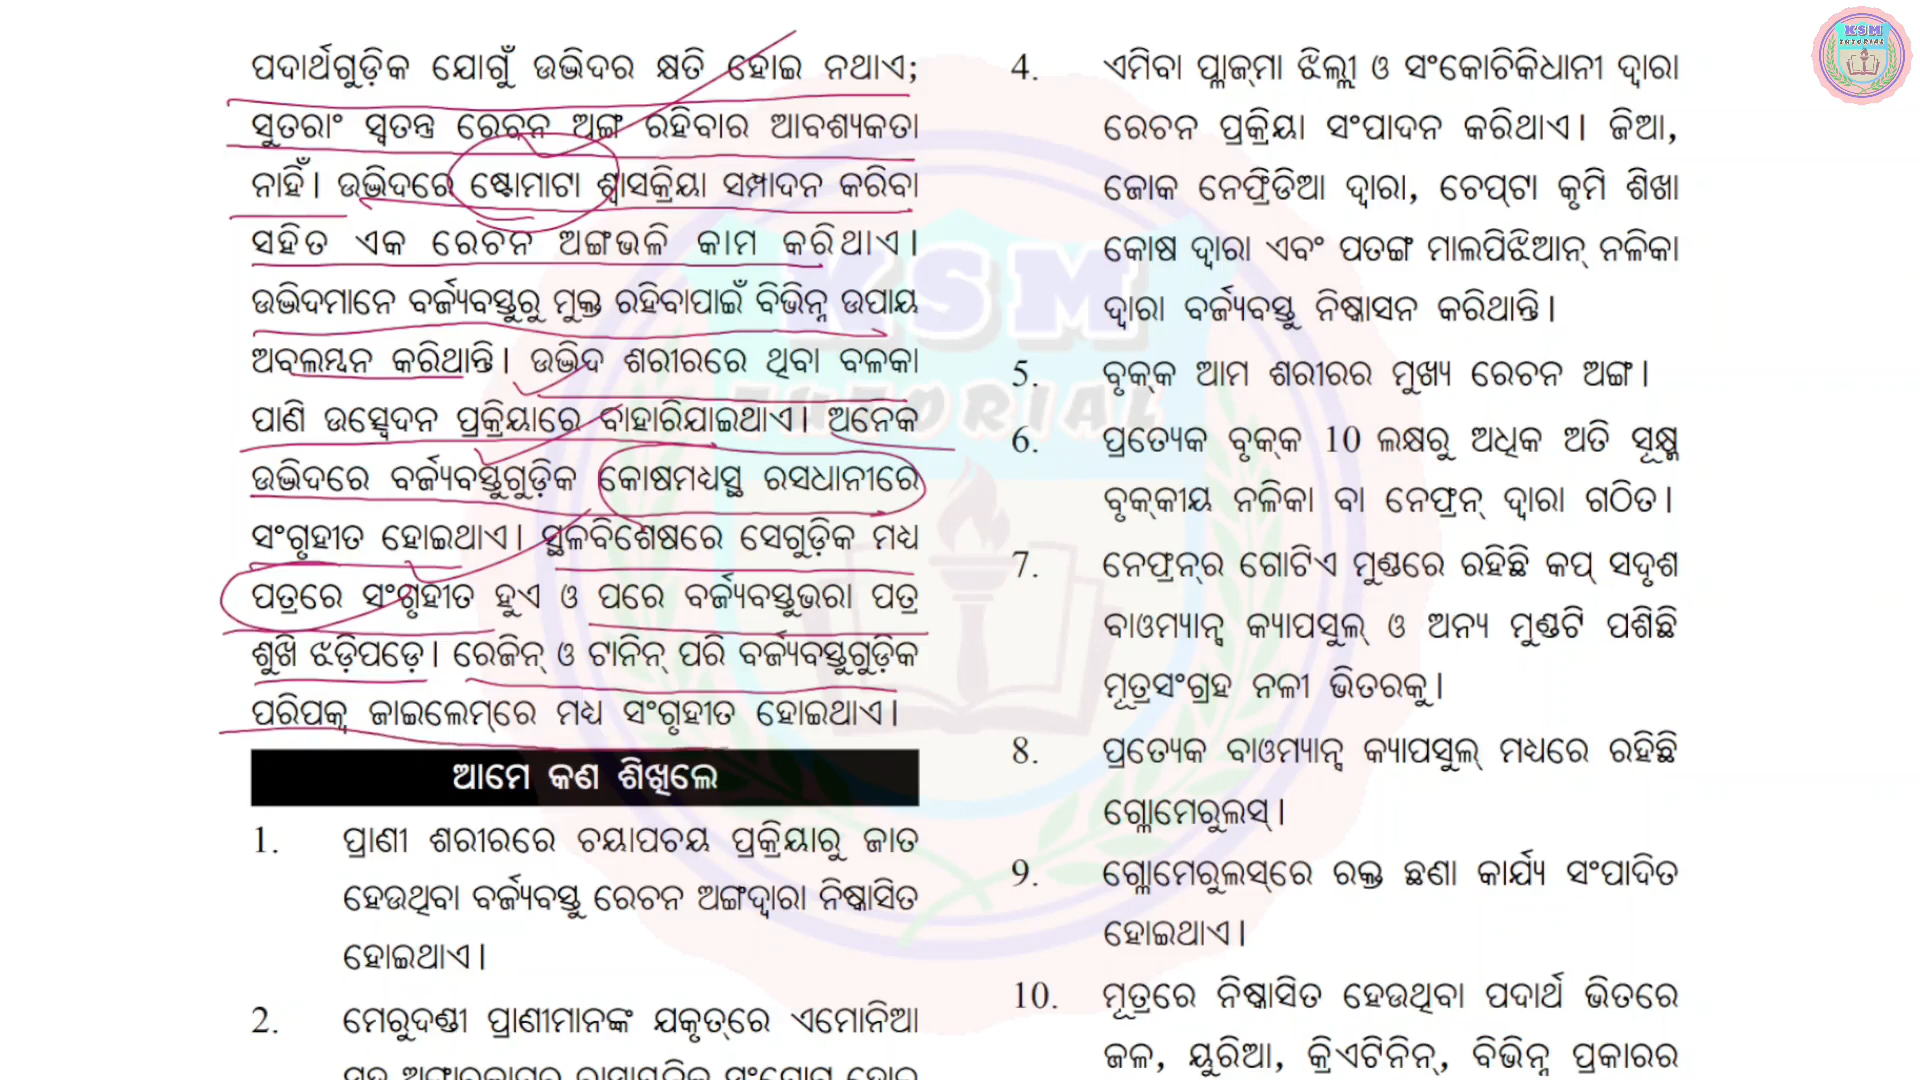 ପଦାର୍ଥଗୁଡ଼ିକ ଯୋଗୁଁ ଉଦ୍ଭିଦର କ୍ଷତି ହୋଇ ନଥାଏ;
ସୁତରାଂ ସ୍ୱତନ୍ତ୍ର ରେଚନ ଅଙ୍ଗ ରହିବାର ଆବଶ୍ୟକତା
ନାହିଁ। ଉଦ୍ଭିଦରେ ଷ୍ଟୋମାଟା ଶ୍ୱାସକ୍ରିୟା ସମ୍ପାଦନ କରିବା
ସହିତ ଏକ ରେଚନ ଅଙ୍ଗଭଳି କାମ କରିଥାଏ।
ଉଦ୍ଭିଦମାନେ ବର୍ଜ୍ୟବସ୍ତୁରୁ ମୁକ୍ତ ରହିବାପାଇଁ ବିଭିନ୍ନ ଉପାୟ
ଅବଲମ୍ବନ କରିଥାନ୍ତି। ଉଦ୍ଭିଦ ଶରୀରରେ ଥିବା ବଳକା
ପାଣି ଉତ୍ସ୍ୱେଦନ ପ୍ରକ୍ରିୟାରେ ବାହାରିଯାଇଥାଏ। ଅନେକ
ଉଦ୍ଭିଦରେ ବର୍ଜ୍ୟବସ୍ତୁଗୁଡ଼ିକ କୋଷମଧ୍ୟସ୍ଥ ରସଧାନୀରେ
ସଂଗୃହୀତ ହୋଇଥାଏ। ସ୍ଥଳବିଶେଷରେ ସେଗୁଡ଼ିକ ମଧ୍ୟ
ପତ୍ରରେ ସଂଗୃହୀତ ହୁଏ ଓ ପରେ ବର୍ଜ୍ୟବସ୍ତୁଭରା ପତ୍ର
ଶୁଖି ଝଡ଼ିପଡ଼େ। ରେଜିନ୍ ଓ ଟାନିନ୍ ପରି ବର୍ଜ୍ୟବସ୍ତୁଗୁଡ଼ିକ
ପରିପକ୍ୱ ଜାଇଲେମ୍‌ରେ ମଧ୍ୟ ସଂଗୃହୀତ ହୋଇଥାଏ।
ଆମେ କଣ ଶିଖିଲେ
1. ପ୍ରାଣୀ ଶରୀରରେ ଚୟାପଚୟ ପ୍ରକ୍ରିୟାରୁ ଜାତ
ହେଉଥିବା ବର୍ଜ୍ୟବସ୍ତୁ ରେଚନ ଅଙ୍ଗଦ୍ୱାରା ନିଷ୍କାସିତ
ହୋଇଥାଏ।
2. ମେରୁଦଣ୍ଡୀ ପ୍ରାଣୀମାନଙ୍କ ଯକୃତ୍‌ରେ ଏମୋନିଆ
4. ଏମିବା ପ୍ଲାଜ୍‌ମା ଝିଲ୍ଲୀ ଓ ସଂକୋଚିକିଧାନୀ ଦ୍ୱାରା
ରେଚନ ପ୍ରକ୍ରିୟା ସଂପାଦନ କରିଥାଏ। ଜିଆ,
ଜୋକ ନେଫ୍ରିଡିଆ ଦ୍ୱାରା, ଚେପ୍‌ଟା କୃମି ଶିଖା
କୋଷ ଦ୍ୱାରା ଏବଂ ପତଙ୍ଗ ମାଲପିଝିଆନ୍ ନଳିକା
ଦ୍ୱାରା ବର୍ଜ୍ୟବସ୍ତୁ ନିଷ୍କାସନ କରିଥାନ୍ତି।
5. ବୃକ୍‌କ ଆମ ଶରୀରର ମୁଖ୍ୟ ରେଚନ ଅଙ୍ଗ।
6. ପ୍ରତ୍ୟେକ ବୃକ୍‌କ 10 ଲକ୍ଷରୁ ଅଧିକ ଅତି ସୂକ୍ଷ୍ମ
ବୃକ୍‌କୀୟ ନଳିକା ବା ନେଫ୍ରନ୍ ଦ୍ୱାରା ଗଠିତ।
7. ନେଫ୍ରନ୍‌ର ଗୋଟିଏ ମୁଣ୍ଡରେ ରହିଛି କପ୍ ସଦୃଶ
ବାଓମ୍ୟାନ୍ସ କ୍ୟାପସୁଲ୍ ଓ ଅନ୍ୟ ମୁଣ୍ଡଟି ପଶିଛି
ମୂତ୍ରସଂଗ୍ରହ ନଳୀ ଭିତରକୁ।
8. ପ୍ରତ୍ୟେକ ବାଓମ୍ୟାନ୍ସ କ୍ୟାପସୁଲ୍ ମଧ୍ୟରେ ରହିଛି
ଗ୍ଲୋମେରୁଲସ୍।
9. ଗ୍ଲୋମେରୁଲସ୍‌ରେ ରକ୍ତ ଛଣା କାର୍ଯ୍ୟ ସଂପାଦିତ
ହୋଇଥାଏ।
10. ମୂତ୍ରରେ ନିଷ୍କାସିତ ହେଉଥିବା ପଦାର୍ଥ ଭିତରେ
ଜଳ, ୟୁରିଆ, କ୍ରିଏଟିନିନ୍, ବିଭିନ୍ନ ପ୍ରକାରର
KSM
TUTORIAL
KSM
TUTORIAL